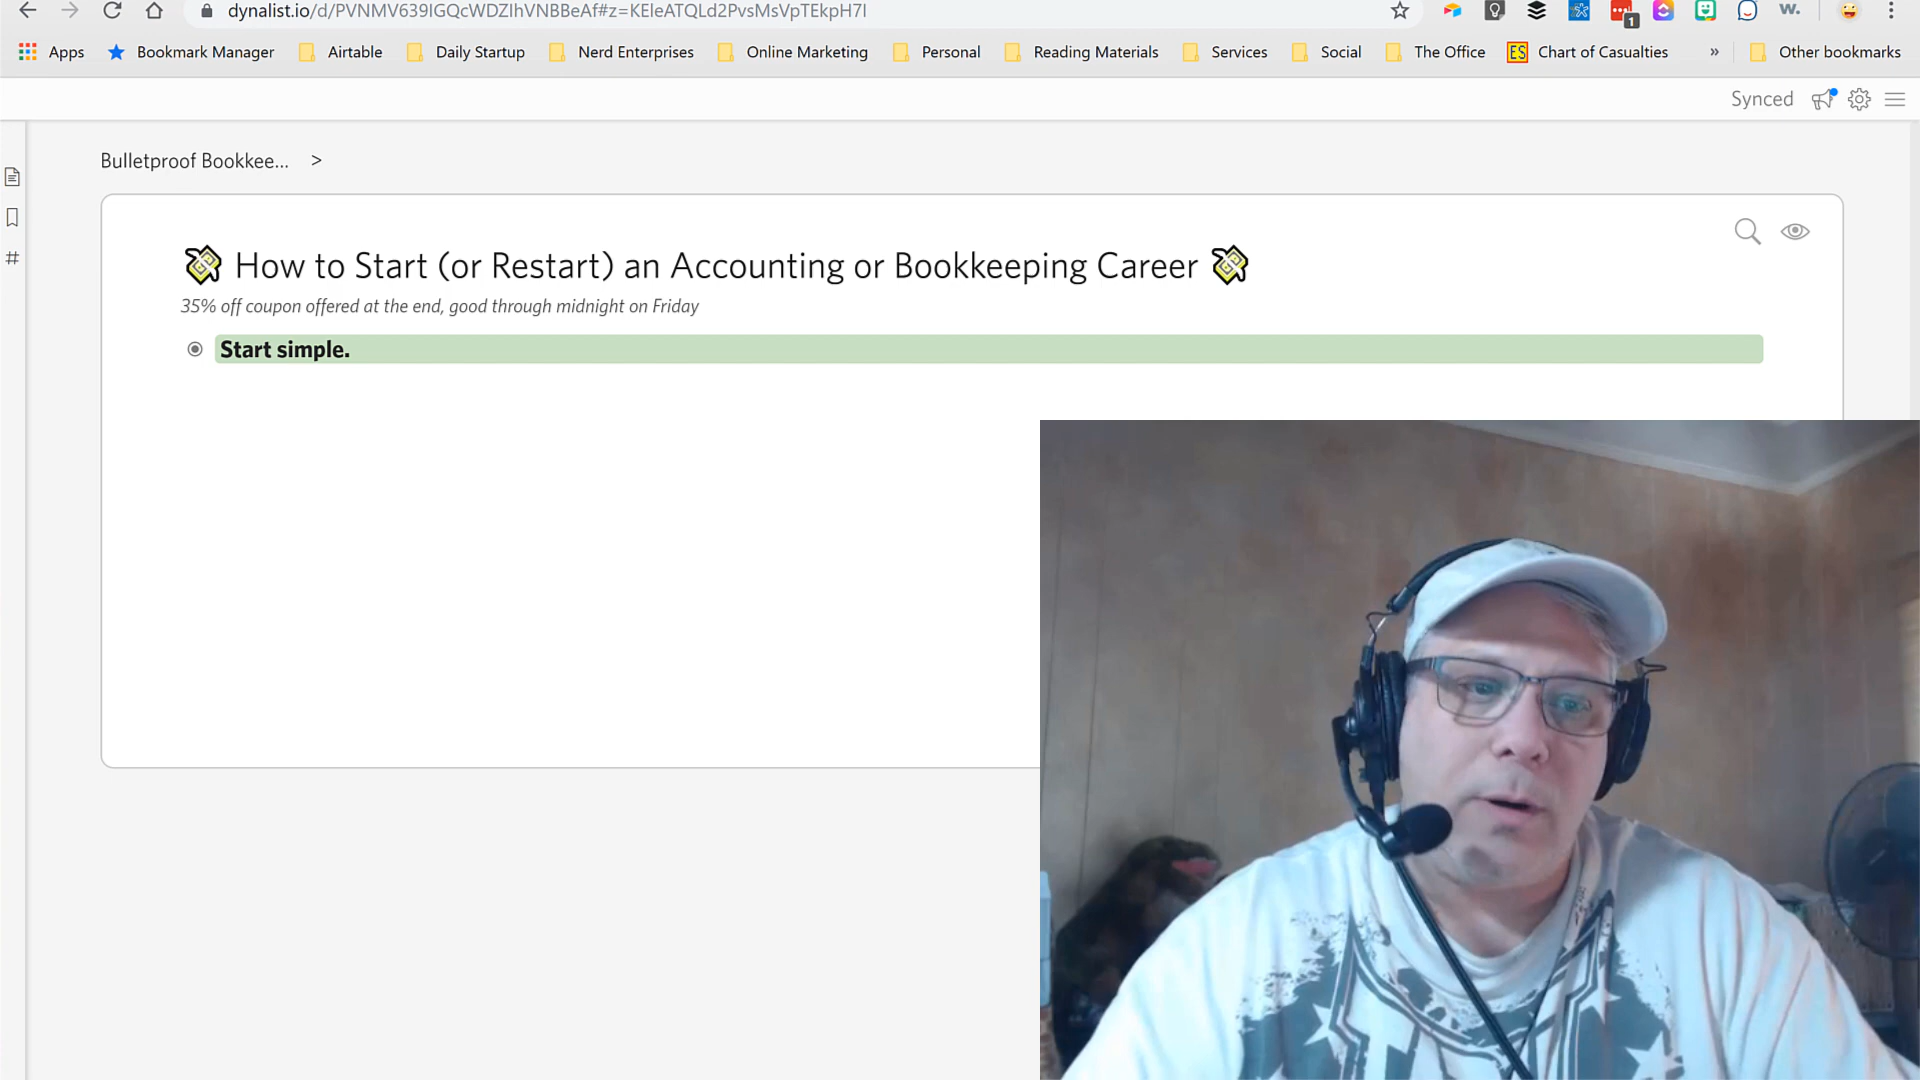 dynalist.io/d/PVNMV639IGQcWDZIhVNBBeAf#z=KEleATQLd2PvsMsVpTEkpH7I
1
w.
Apps
Bookmark Manager
Airtable
Daily Startup
Nerd Enterprises
Online Marketing
Personal
Reading Materials
Services
Social
The Office
ES
Chart of Casualties
»
Other bookmarks
Synced
Bulletproof Bookkee... >
#
How to Start (or Restart) an Accounting or Bookkeeping Career
35% off coupon offered at the end, good through midnight on Friday
Start simple.